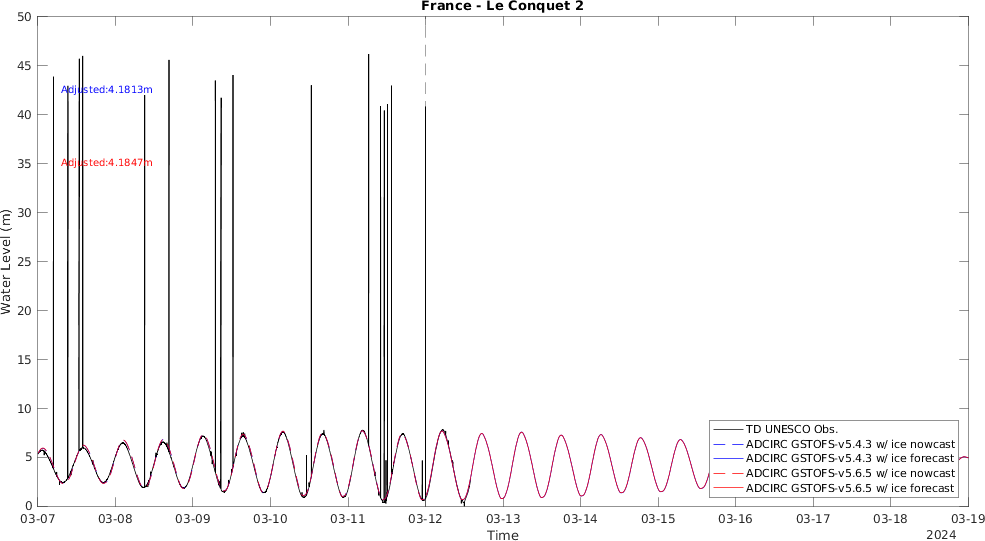 France - Le Conquet 2
50
45
40
35
30
25
20
15
10
5
0
Water Level (m)
Adjusted:4.1813m
Adjusted:4.1847m
TD UNESCO Obs.
ADCIRC GSTOFS-v5.4.3 w/ ice nowcast
ADCIRC GSTOFS-v5.4.3 w/ ice forecast
ADCIRC GSTOFS-v5.6.5 w/ ice nowcast
ADCIRC GSTOFS-v5.6.5 w/ ice forecast
03-07 03-08 03-09 03-10 03-11 03-12 03-13 03-14 03-15 03-16 03-17 03-18 03-19
Time
2024